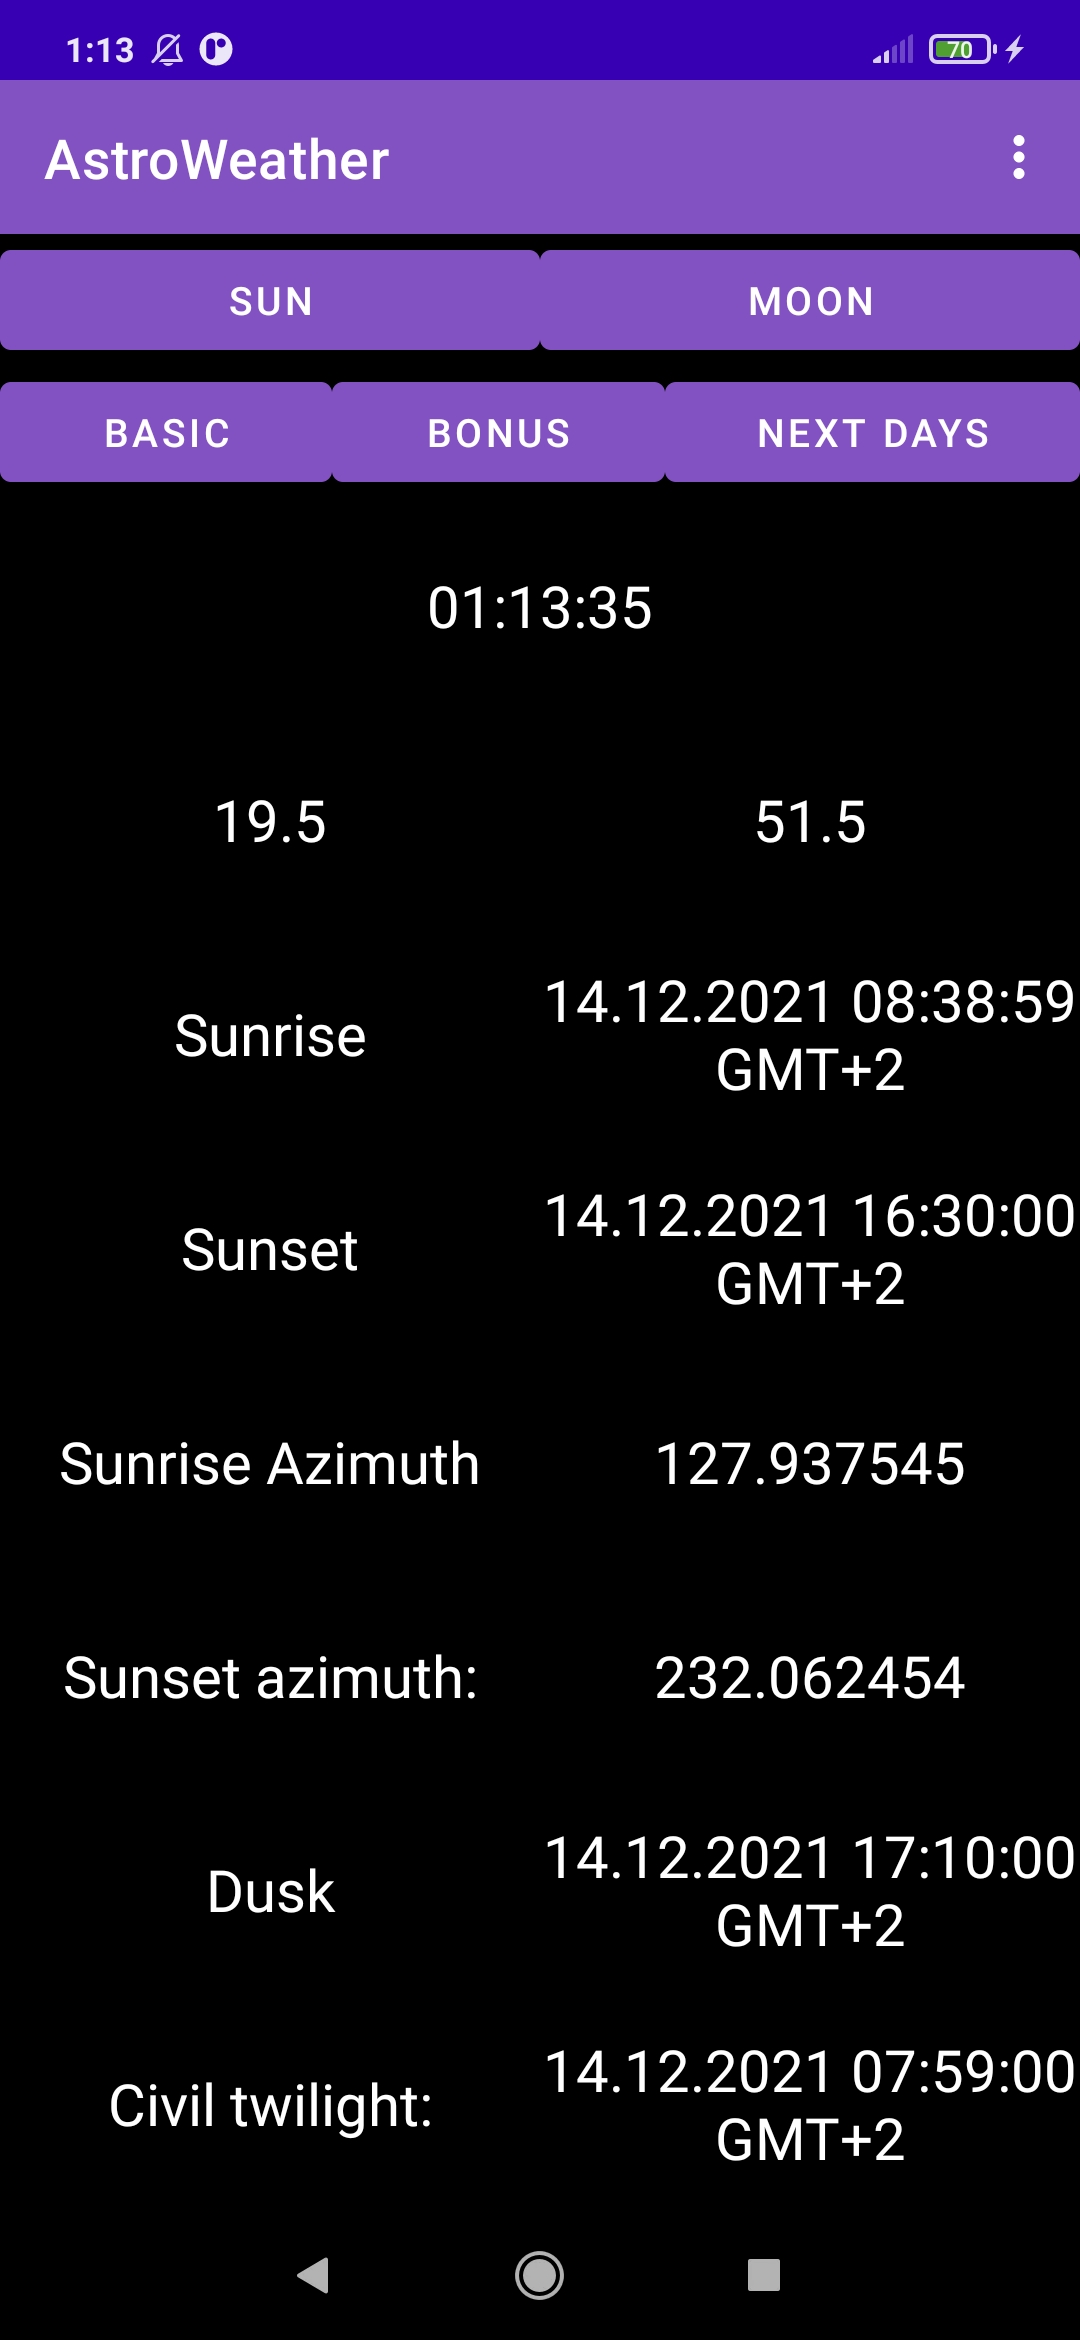 1:13
70
AstroWeather
SUN MOON
BASIC BONUS NEXT DAYS
01:13:35
19.5 51.5
Sunrise
14.12.2021 08:38:59
GMT+2
Sunset
14.12.2021 16:30:00
GMT+2
Sunrise Azimuth 127.937545
Sunset azimuth: 232.062454
Dusk
14.12.2021 17:10:00
GMT+2
Civil twilight:
14.12.2021 07:59:00
GMT+2